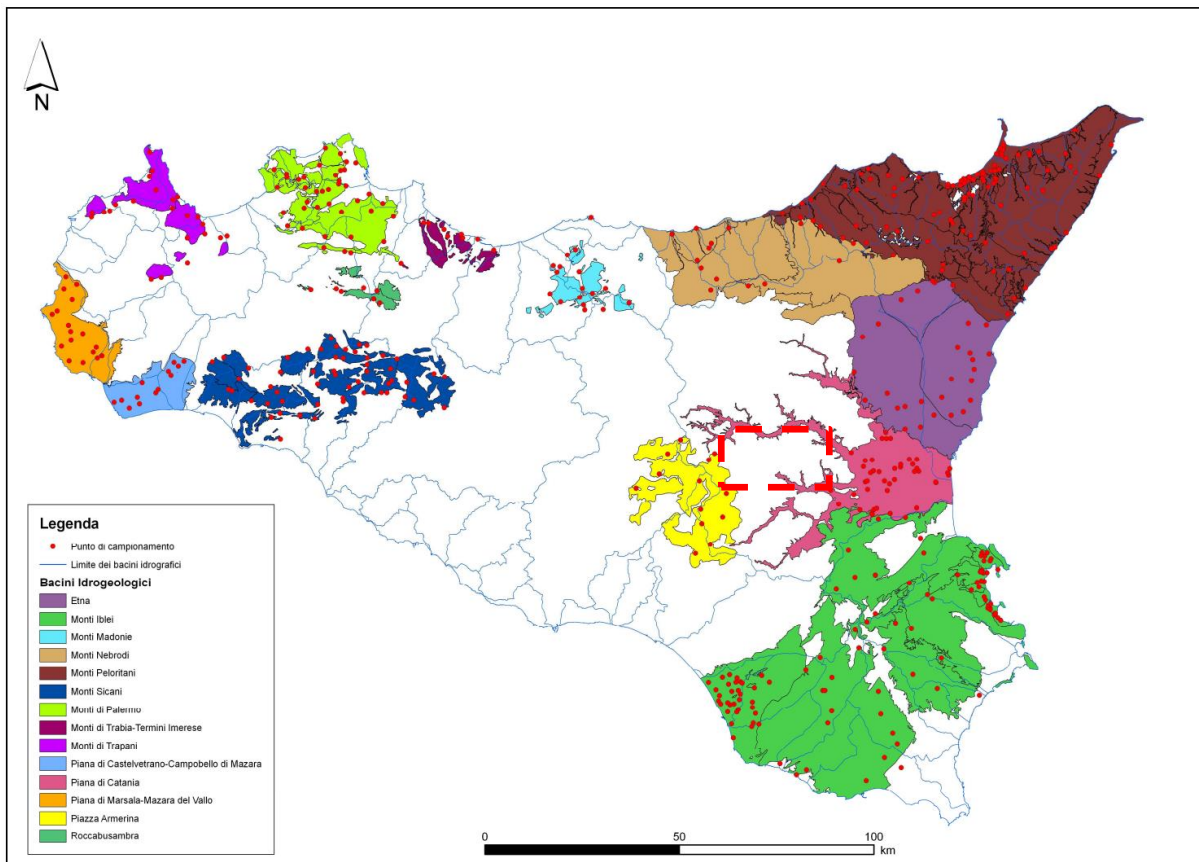 N
Legenda
Punto di campionamento
Limite dei bacini idrografici
Bacini Idrogeologici
Etna
Monti Iblei
Monti Madonie
Monti Nebrodi
Monti Peloritani
Monti Sicani
Monti di Palermo
Monti di Trabia-Termini Imerese
Monti di Trapani
Piana di Castelvetrano-Campobello di Mazara
Piana di Catania
Piana di Marsala-Mazara del Vallo
Piazza Armerina
Roccabusambra
0 50 100
km